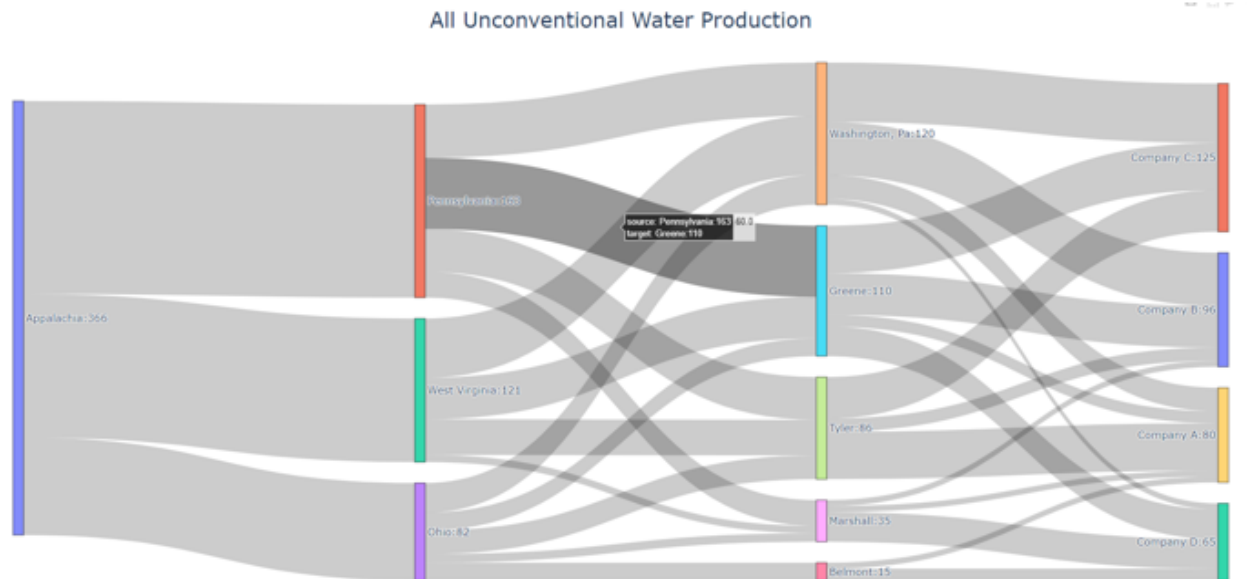 All Unconventional Water Production
Washington, Pa:120
Company C:125
Pennsylvania:163
source: Pennsylvania:163 60.0
target: Greene:110
Greene:110
Company B:96
Appalachia:366
West Virginia:121
Tyler:86
Company A:80
Marshall:35
Ohio:82
Company D:65
Belmont:15